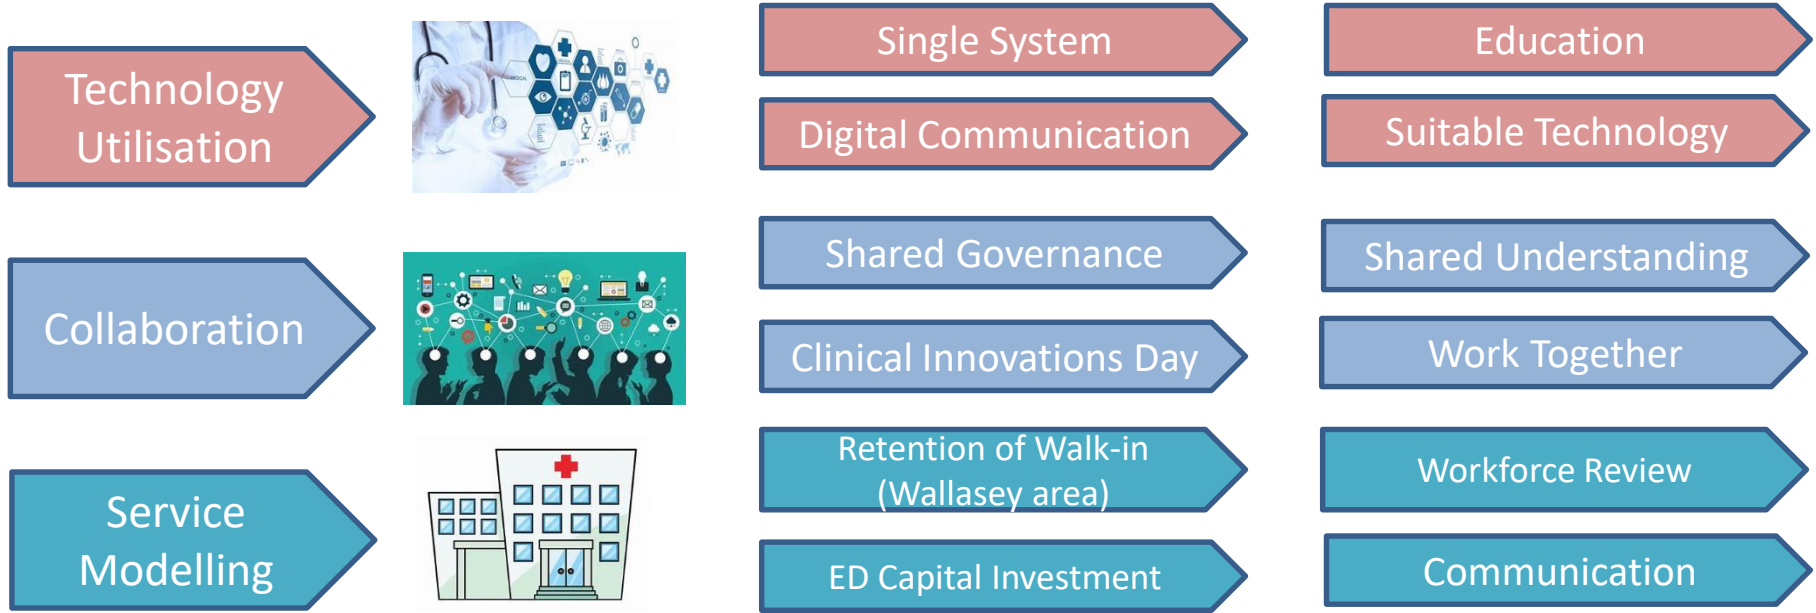 Technology
Utilisation
MEDICAL
Single System
Education
Digital Communication
Suitable Technology
Collaboration
Shared Governance
Shared Understanding
Clinical Innovations Day
Work Together
Service
Modelling
Retention of Walk-in
(Wallasey area)
Workforce Review
ED Capital Investment
Communication